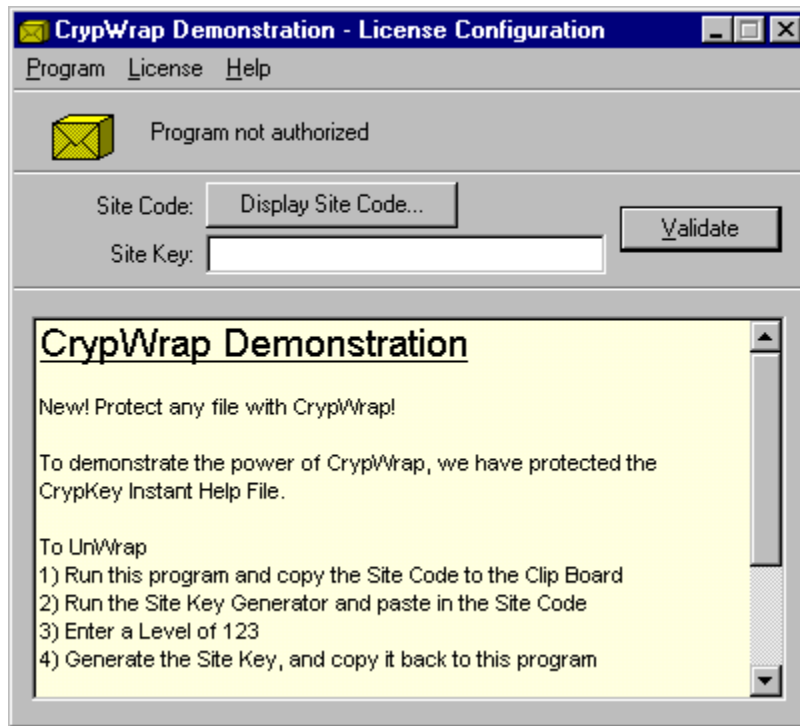 CrypWrap Demonstration - License Configuration
Program License Help
Program not authorized
Site Code: Display Site Code...
Validate
Site Key:
CrypWrap Demonstration
New! Protect any file with CrypWrap!
To demonstrate the power of CrypWrap, we have protected the
CrypKey Instant Help File.
To UnWrap
1) Run this program and copy the Site Code to the Clip Board
2) Run the Site Key Generator and paste in the Site Code
3) Enter a Level of 123
4) Generate the Site Key, and copy it back to this program